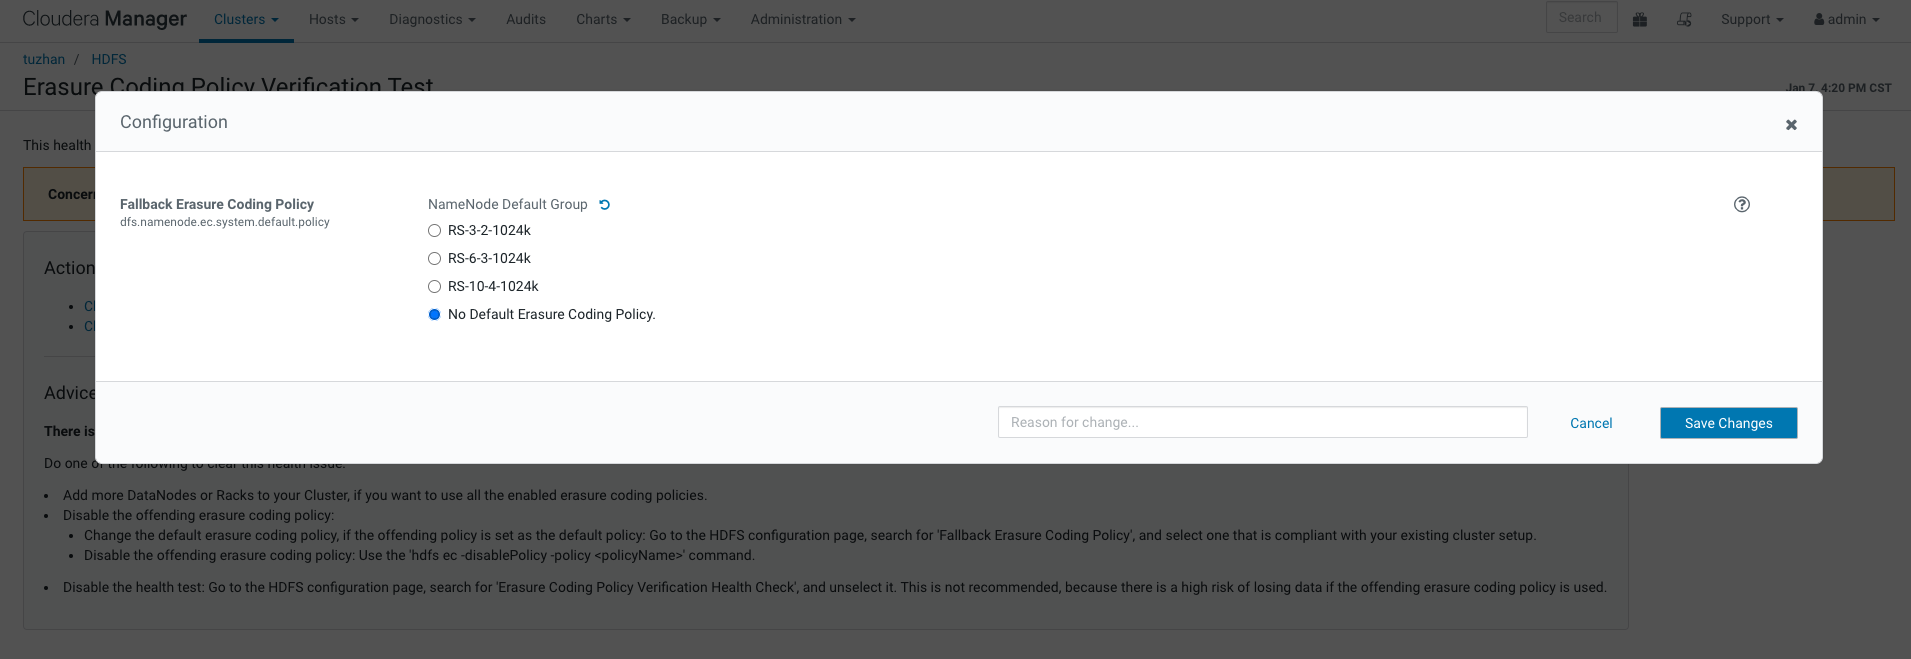 Cloudera Manager Clusters Hosts Diagnostics Audits Charts Backup Administration Search Support admin
tuzhan / HDFS
Erasure Coding Policy Verification Test
Jan 7, 4:20 PM CST
This health
Configuration
Concern
Fallback Erasure Coding Policy
dfs.namenode.ec.system.default.policy
NameNode Default Group
RS-3-2-1024k
RS-6-3-1024k
RS-10-4-1024k
No Default Erasure Coding Policy.
Action
Reason for change...
Cancel
Save Changes
Advice
There is
Do one of the following to clear this health issue:
Add more DataNodes or Racks to your Cluster, if you want to use all the enabled erasure coding policies.
Disable the offending erasure coding policy:
Change the default erasure coding policy, if the offending policy is set as the default policy: Go to the HDFS configuration page, search for 'Fallback Erasure Coding Policy', and select one that is compliant with your existing cluster setup.
Disable the offending erasure coding policy: Use the 'hdfs ec -disablePolicy -policy <policyName>' command.
Disable the health test: Go to the HDFS configuration page, search for 'Erasure Coding Policy Verification Health Check', and unselect it. This is not recommended, because there is a high risk of losing data if the offending erasure coding policy is used.